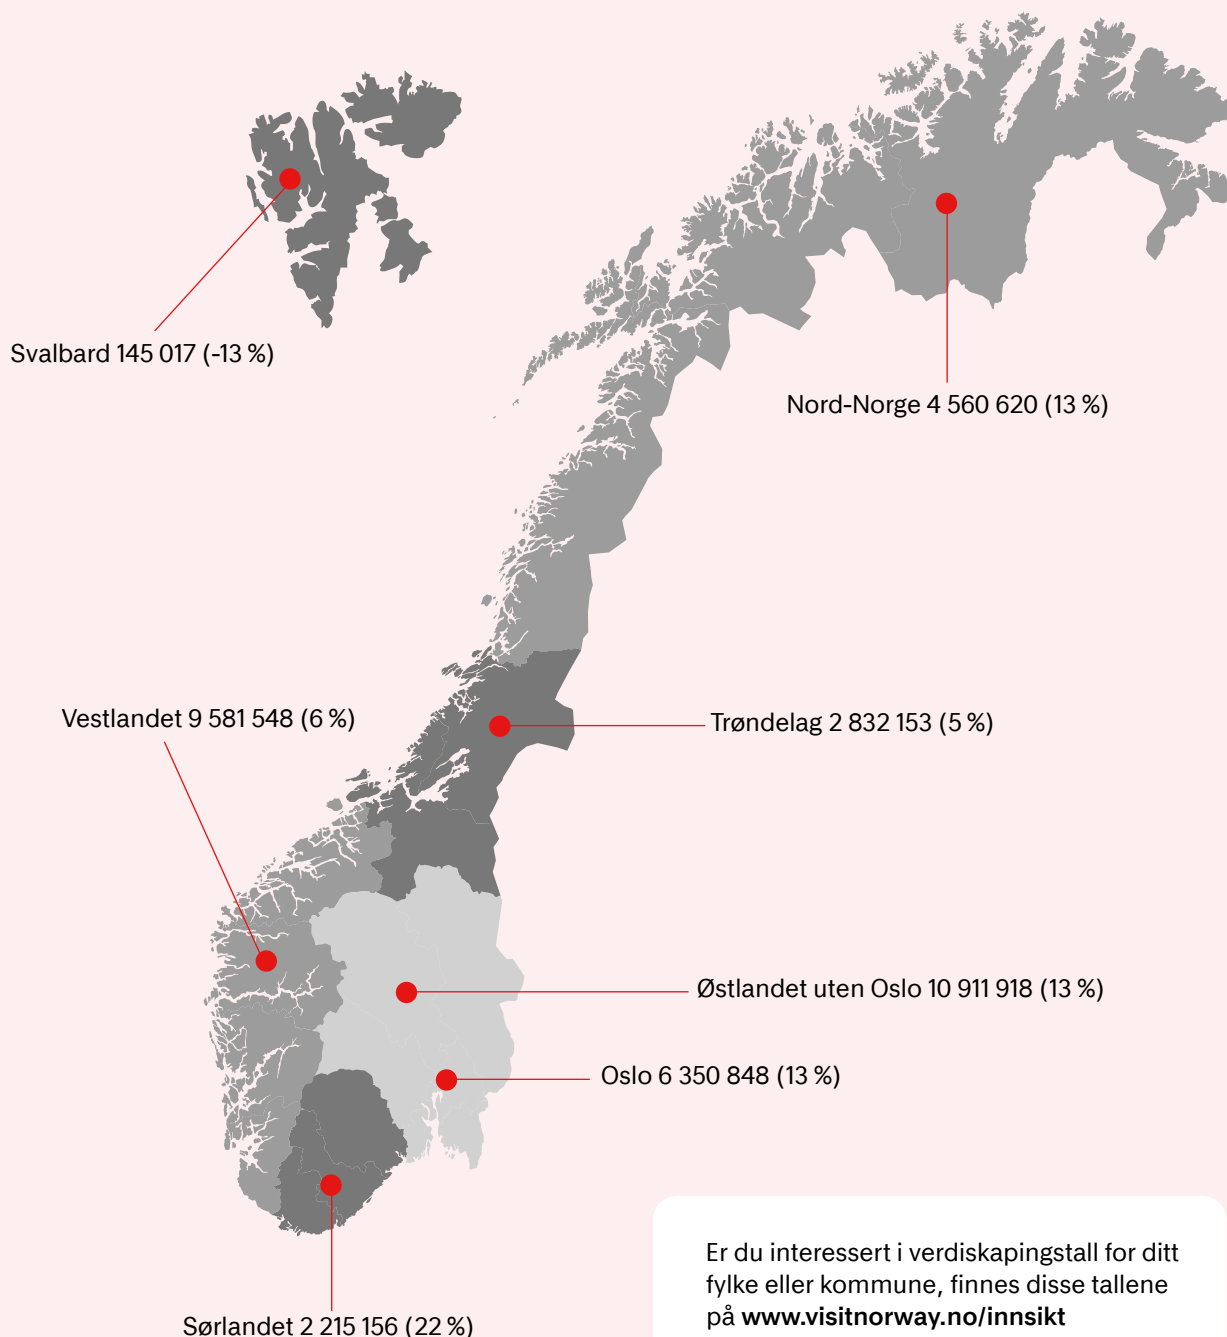 Svalbard 145 017 (-13 %)
Nord-Norge 4 560 620 (13 %)
Vestlandet 9 581 548 (6 %)
Trøndelag 2 832 153 (5 %)
Østlandet uten Oslo 10 911 918 (13 %)
Oslo 6 350 848 (13 %)
Sørlandet 2 215 156 (22 %)
Er du interessert i verdiskapingstall for ditt
fylke eller kommune, finnes disse tallene
på www.visitnorway.no/innsikt